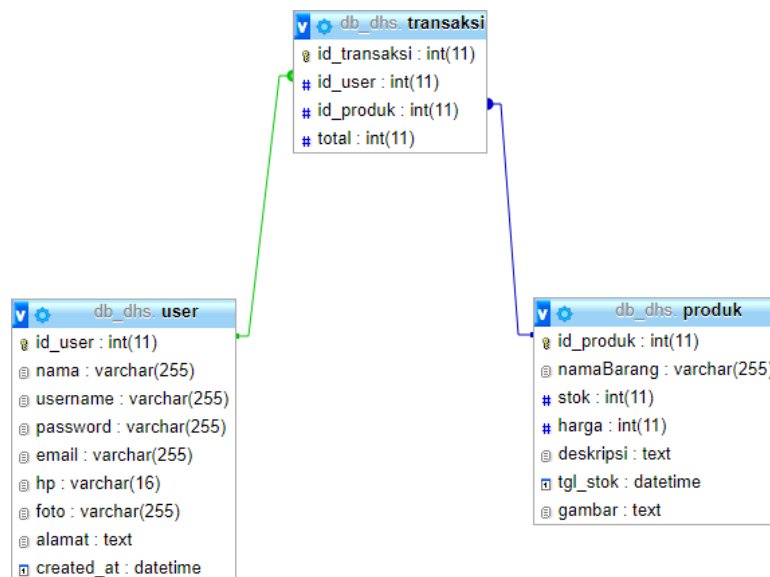 db_dhs. transaksi
id_transaksi : int(11)
id_user : int(11)
id_produk : int(11)
total : int(11)
v db_dhs. user
id_user : int(11)
nama : varchar(255)
username : varchar(255)
password : varchar(255)
email : varchar(255)
hp : varchar(16)
foto : varchar(255)
alamat : text
created_at : datetime
v db_dhs. produk
id_produk : int(11)
namaBarang : varchar(255)
# stok : int(11)
# harga : int(11)
deskripsi : text
tgl_stok : datetime
gambar : text